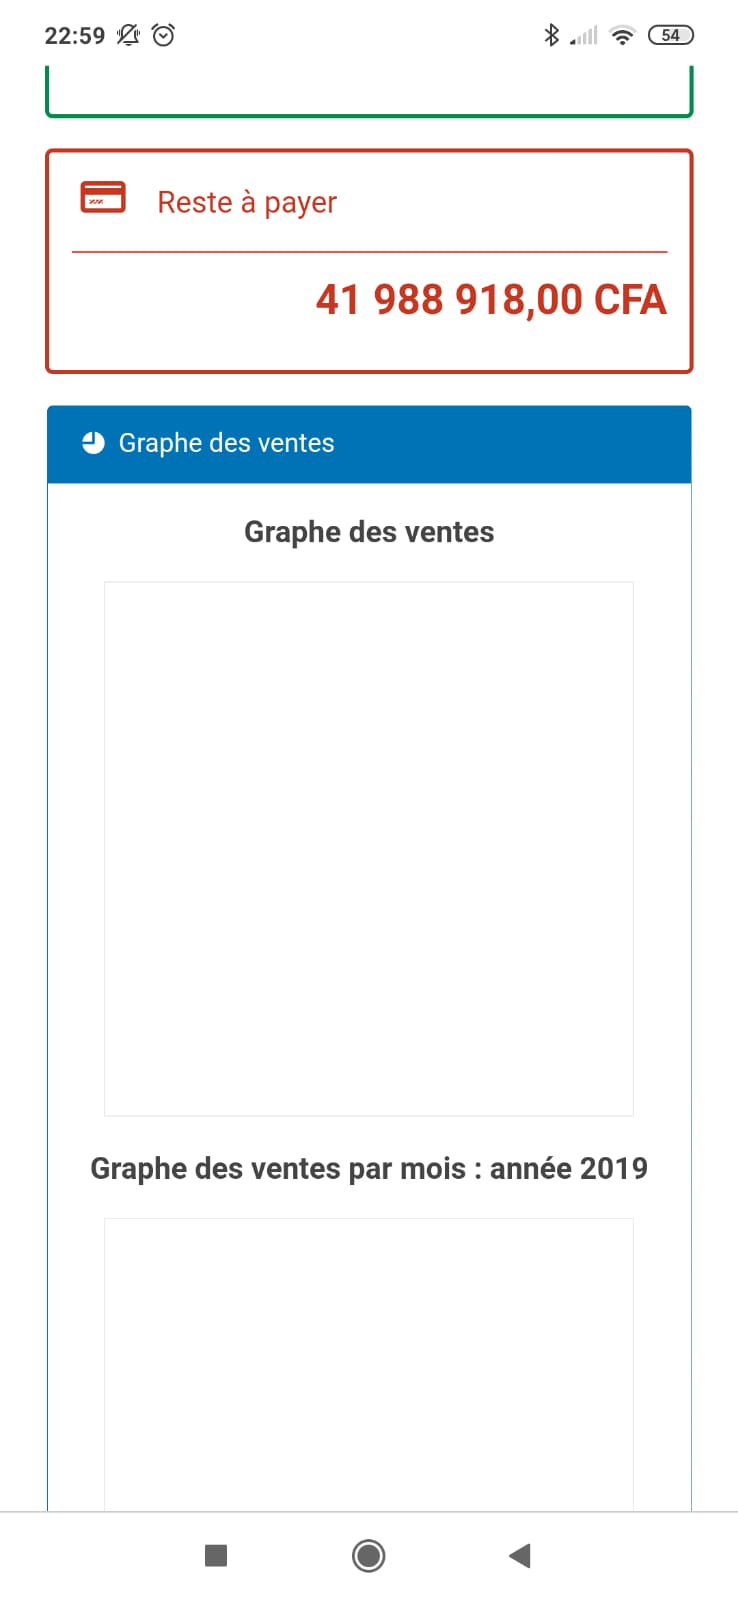 22:59
54
Reste à payer
41 988 918,00 CFA
Graphe des ventes
Graphe des ventes
Graphe des ventes par mois : année 2019